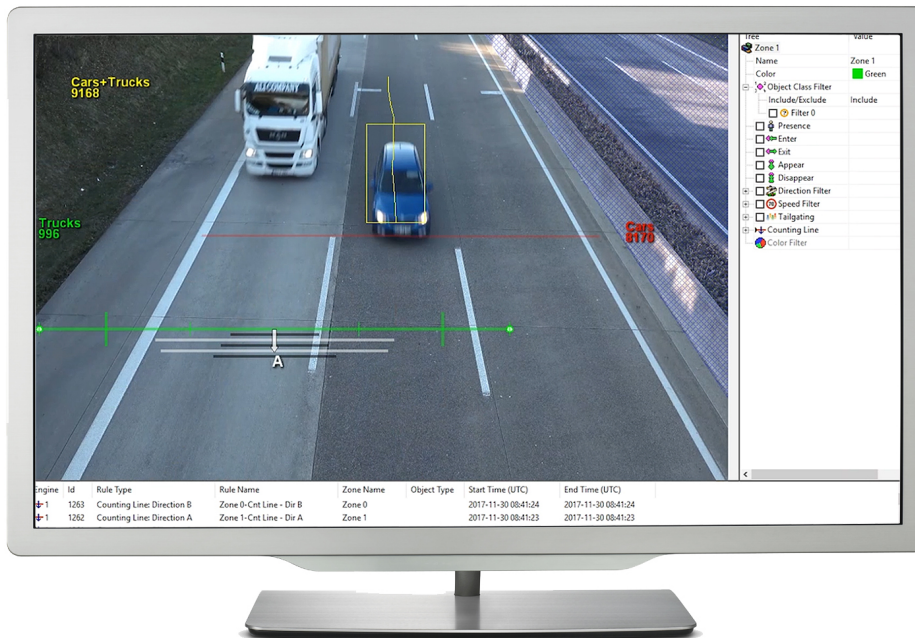 Cars+Trucks
9168
ALI COMPANY
MAN
Trucks
996
Cars
8170
A
Tree Value
Zone 1
Name Zone 1
Color Green
Object Class Filter
Include/Exclude Include
Filter 0
Presence
Enter
Exit
Appear
Disappear
Direction Filter
Speed Filter
Tailgating
Counting Line
Color Filter
Engine Id Rule Type Rule Name Zone Name Object Type Start Time (UTC) End Time (UTC)
1 1263 Counting Line: Direction B Zone 0-Cnt Line - Dir B Zone 0 2017-11-30 08:41:24 2017-11-30 08:41:24
1 1262 Counting Line: Direction A Zone 1-Cnt Line - Dir A Zone 1 2017-11-30 08:41:23 2017-11-30 08:41:23